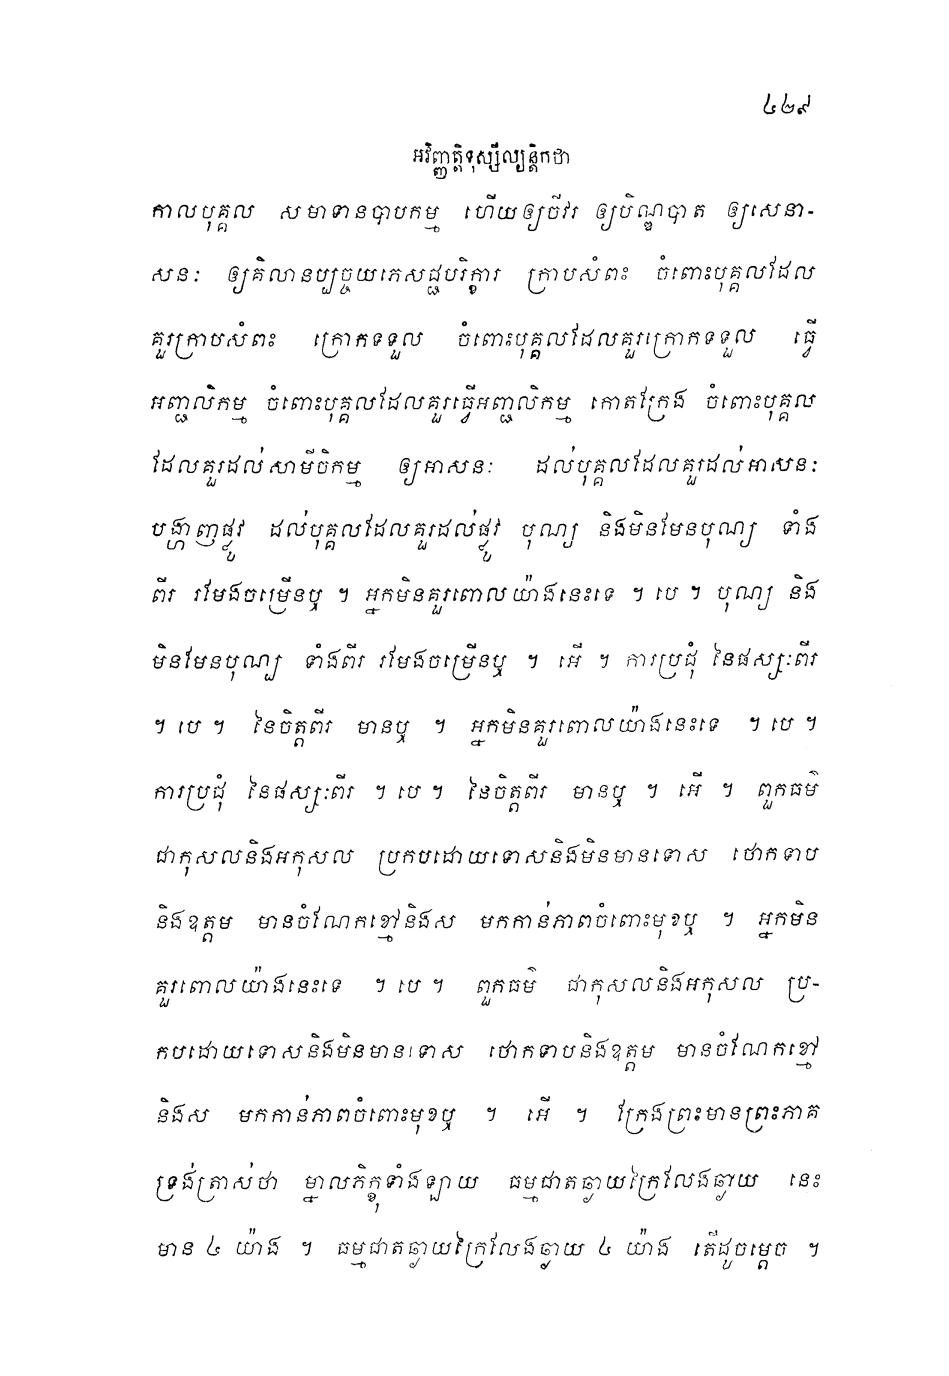 ៤២៩
អវិញ្ញត្តិទុស្សីល្យន្តិកថា
កាលបុគ្គល សមាទានបាបកម្ម ហើយឲ្យចីវរ ឲ្យបិណ្ឌបាត ឲ្យសេនា-
សនៈ ឲ្យគិលានប្បច្ចយភេសជ្ជបរិក្ខារ ក្រាបសំពះ ចំពោះបុគ្គលដែល
គួរក្រាបសំពះ ក្រោកទទួល ចំពោះបុគ្គលដែលគួរក្រោកទទួល ធ្វើ
អញ្ជលិកម្ម ចំពោះបុគ្គលដែលគួរធ្វើអញ្ជលិកម្ម កោតក្រែង ចំពោះបុគ្គល
ដែលគួរដល់សាមីចិកម្ម ឲ្យអាសនៈ ដល់បុគ្គលដែលគួរដល់អាសនៈ
បង្ហាញផ្លូវ ដល់បុគ្គលដែលគួរដល់ផ្លូវ បុណ្យ និងមិនមែនបុណ្យ ទាំង
ពីរ រមែងចម្រើនឬ ។ អ្នកមិនគួរពោលយ៉ាងនេះទេ ។ បេ ។ បុណ្យ និង
មិនមែនបុណ្យ ទាំងពីរ រមែងចម្រើនឬ ។ អើ ។ ការប្រជុំ នៃផស្សៈពីរ
។ បេ ។ នៃចិត្តពីរ មានឬ ។ អ្នកមិនគួរពោលយ៉ាងនេះទេ ។ បេ ។
ការប្រជុំ នៃផស្សៈពីរ ។ បេ ។ នៃចិត្តពីរ មានឬ ។ អើ ។ ពួកធម៌
ជាកុសលនិងអកុសល ប្រកបដោយទោសនិងមិនមានទោស ថោកទាប
និងឧត្តម មានចំណែកខ្មៅនិងស មកកាន់ភាពចំពោះមុខឬ ។ អ្នកមិន
គួរពោលយ៉ាងនេះទេ ។ បេ ។ ពួកធម៌ ជាកុសលនិងអកុសល ប្រ-
កបដោយទោសនិងមិនមានទោស ថោកទាបនិងឧត្តម មានចំណែកខ្មៅ
និងស មកកាន់ភាពចំពោះមុខឬ ។ អើ ។ ក្រែងព្រះមានព្រះភាគ
ទ្រង់ត្រាស់ថា ម្នាលភិក្ខុទាំងឡាយ ធម្មជាតឆ្ងាយក្រៃលែងឆ្ងាយ នេះ
មាន ៤ យ៉ាង ។ ធម្មជាតឆ្ងាយក្រៃលែងឆ្ងាយ ៤ យ៉ាង តើដូចម្តេច ។